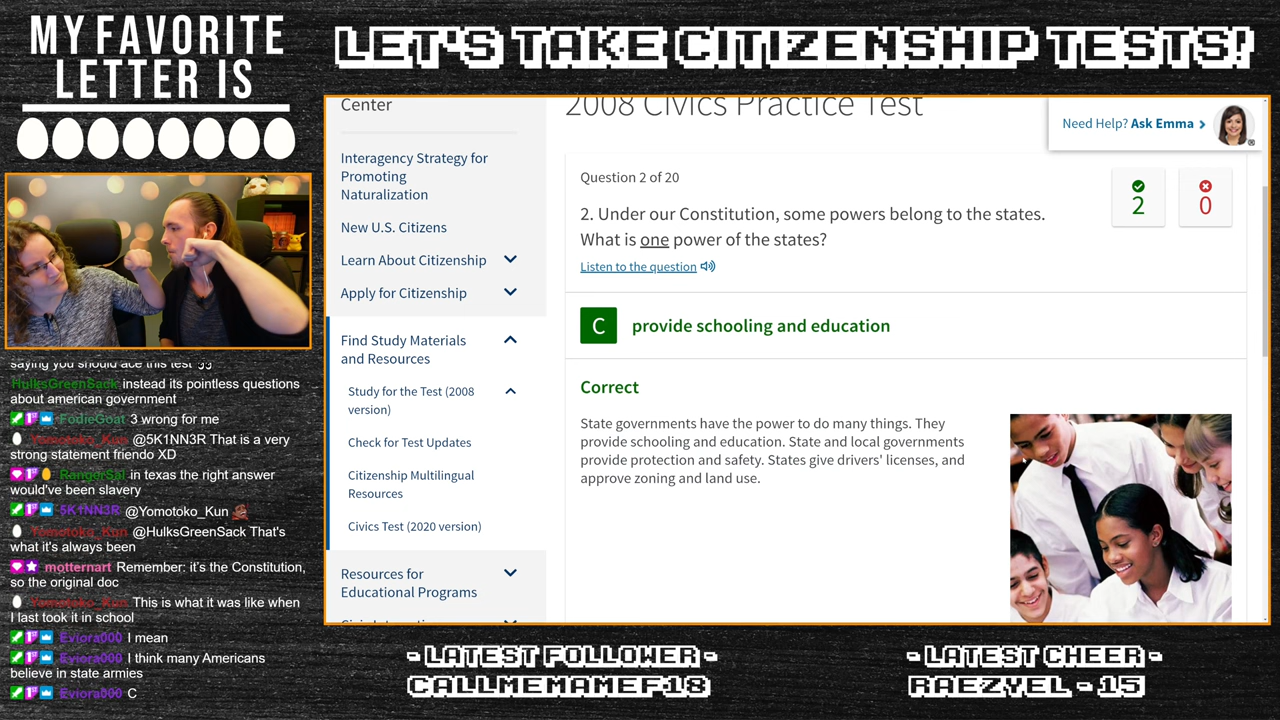 MY FAVORITE
LETTER IS
LET'S TAKE CITIZENSHIP TESTS!
Center
Interagency Strategy for
Promoting
Naturalization
New U.S. Citizens
Learn About Citizenship
Apply for Citizenship
Find Study Materials
and Resources
Study for the Test (2008
version)
Check for Test Updates
Citizenship Multilingual
Resources
Civics Test (2020 version)
Resources for
Educational Programs
2008 Civics Practice Test
Need Help? Ask Emma
Question 2 of 20
2
0
2. Under our Constitution, some powers belong to the states.
What is one power of the states?
Listen to the question
C provide schooling and education
Correct
State governments have the power to do many things. They
provide schooling and education. State and local governments
provide protection and safety. States give drivers' licenses, and
approve zoning and land use.
saying you should ace this test
HulksGreenSack instead its pointless questions
about american government
FodieGoat 3 wrong for me
Yomotoko_Kun @5K1NN3R That is a very
strong statement friendo XD
RangerSal in texas the right answer
would've been slavery
5K1NN3R @Yomotoko_Kun
Yomotoko_Kun @HulksGreenSack That's
what it's always been
motternart Remember: it's the Constitution,
so the original doc
Yomotoko_Kun This is what it was like when
I last took it in school
Eviora000 I mean
Eviora000 I think many Americans
believe in state armies
Eviora000 C
- LATEST FOLLOWER -
CALLMEMAMEF18
- LATEST CHEER -
RAEZYEL - 15